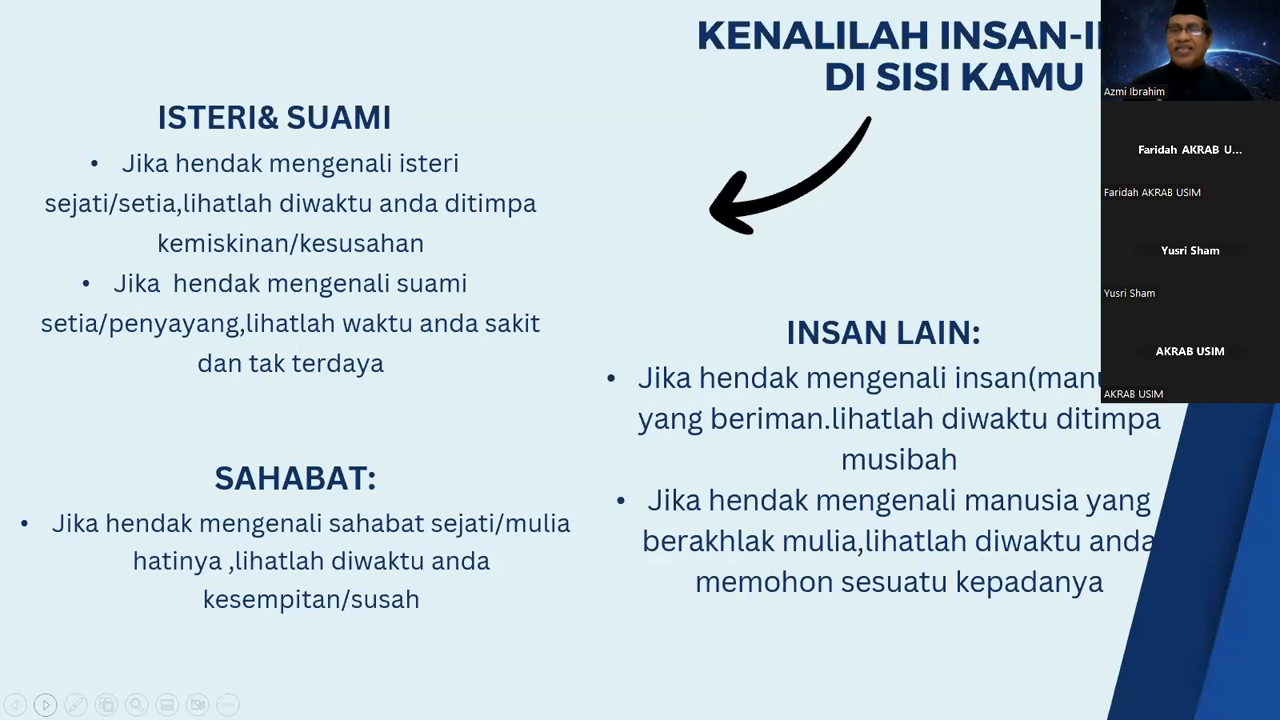 KENALILAH INSAN-I
DI SISI KAMU
ISTERI& SUAMI
• Jika hendak mengenali isteri
sejati/setia,lihatlah diwaktu anda ditimpa
kemiskinan/kesusahan
• Jika hendak mengenali suami
setia/penyayang,lihatlah waktu anda sakit
dan tak terdaya
SAHABAT:
• Jika hendak mengenali sahabat sejati/mulia
hatinya ,lihatlah diwaktu anda
kesempitan/susah
INSAN LAIN:
• Jika hendak mengenali insan(manu
yang beriman.lihatlah diwaktu ditimpa
musibah
• Jika hendak mengenali manusia yang
berakhlak mulia,lihatlah diwaktu anda
memohon sesuatu kepadanya
Azmi Ibrahim
Faridah AKRAB U...
Faridah AKRAB USIM
Yusri Sham
Yusri Sham
AKRAB USIM
AKRAB USIM